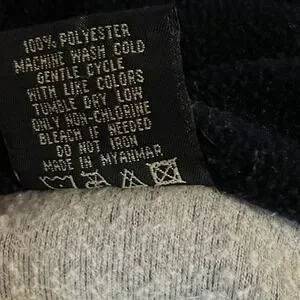 100% POLYESTER
MACHINE WASH COLD
GENTLE CYCLE
WITH LIKE COLORS
TUMBLE DRY LOW
ONLY NON-CHLORINE
BLEACH IF NEEDED
DO NOT IRON
MADE IN MYANMAR